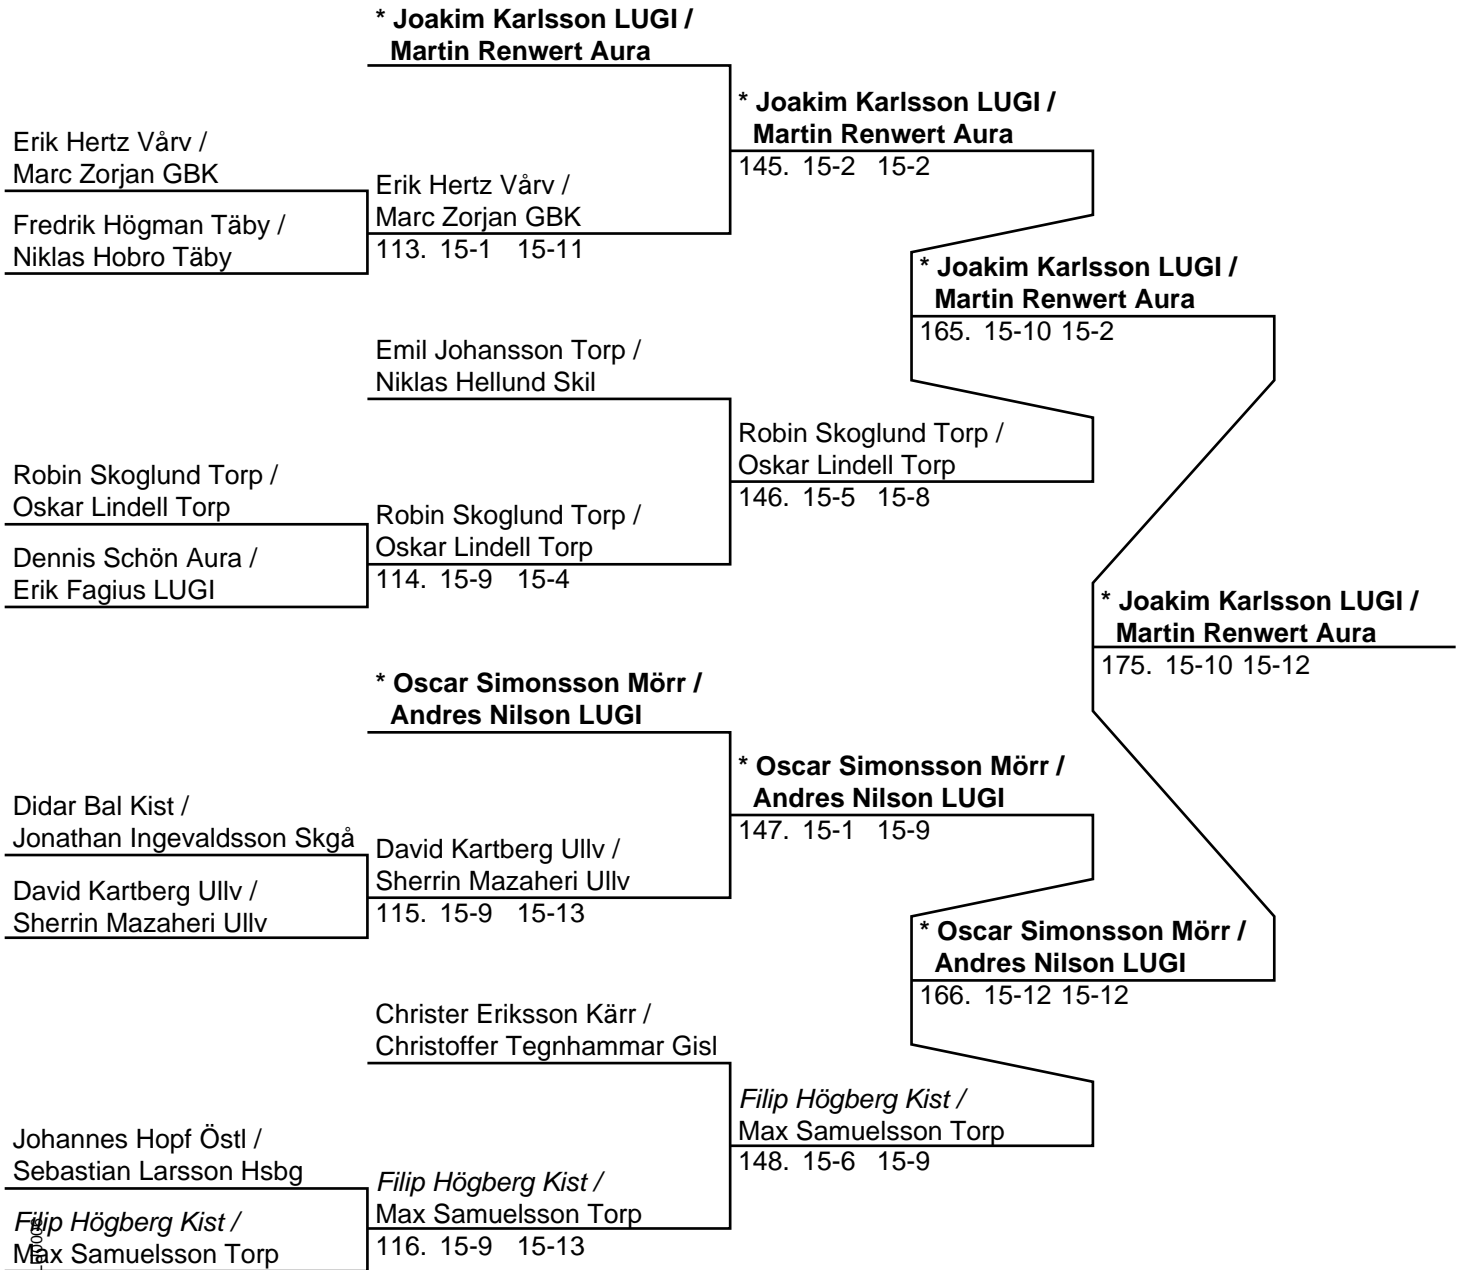 * Joakim Karlsson LUGI /
Martin Renwert Aura
Erik Hertz Vårv /
Marc Zorjan GBK
Fredrik Högman Täby /
Niklas Hobro Täby
Erik Hertz Vårv /
Marc Zorjan GBK
113. 15-1 15-11
* Joakim Karlsson LUGI /
Martin Renwert Aura
145. 15-2 15-2
Emil Johansson Torp /
Niklas Hellund Skil
Robin Skoglund Torp /
Oskar Lindell Torp
Dennis Schön Aura /
Erik Fagius LUGI
Robin Skoglund Torp /
Oskar Lindell Torp
114. 15-9 15-4
Robin Skoglund Torp /
Oskar Lindell Torp
146. 15-5 15-8
* Joakim Karlsson LUGI /
Martin Renwert Aura
165. 15-10 15-2
* Oscar Simonsson Mörr /
Andres Nilson LUGI
Didar Bal Kist /
Jonathan Ingevaldsson Skgå
David Kartberg Ullv /
Sherrin Mazaheri Ullv
David Kartberg Ullv /
Sherrin Mazaheri Ullv
115. 15-9 15-13
* Oscar Simonsson Mörr /
Andres Nilson LUGI
147. 15-1 15-9
Christer Eriksson Kärr /
Christoffer Tegnhammar Gisl
Johannes Hopf Östl /
Sebastian Larsson Hsbg
Filip Högberg Kist /
Max Samuelsson Torp
Filip Högberg Kist /
Max Samuelsson Torp
116. 15-9 15-13
Filip Högberg Kist /
Max Samuelsson Torp
148. 15-6 15-9
* Oscar Simonsson Mörr /
Andres Nilson LUGI
166. 15-12 15-12
* Joakim Karlsson LUGI /
Martin Renwert Aura
175. 15-10 15-12